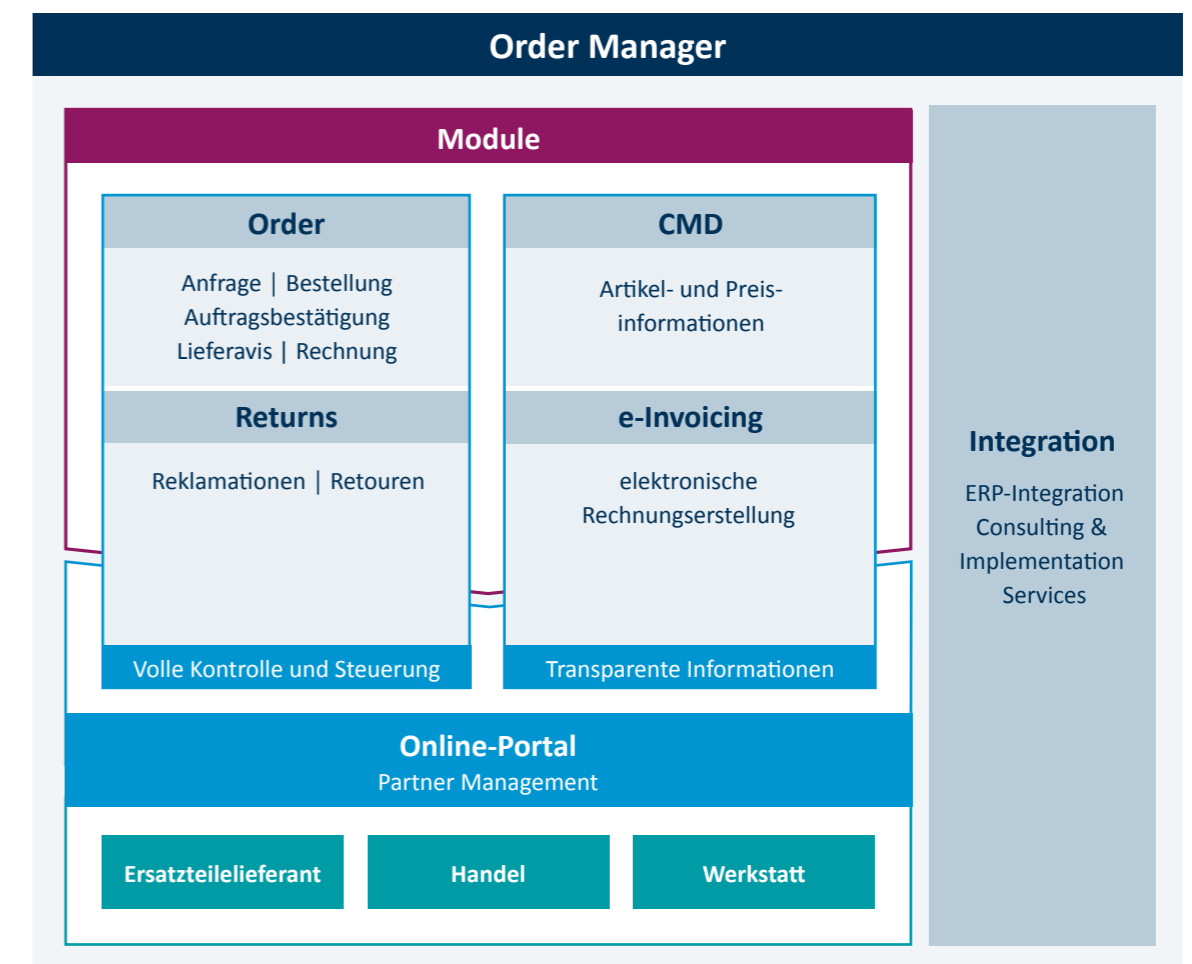 Order Manager
Module
Order
Anfrage | Bestellung
Auftragsbestätigung
Lieferavis | Rechnung
CMD
Artikel- und Preis-
informationen
Returns
Reklamationen | Retouren
e-Invoicing
elektronische
Rechnungserstellung
Volle Kontrolle und Steuerung
Transparente Informationen
Online-Portal
Partner Management
Ersatzteilelieferant
Handel
Werkstatt
Integration
ERP-Integration
Consulting &
Implementation
Services